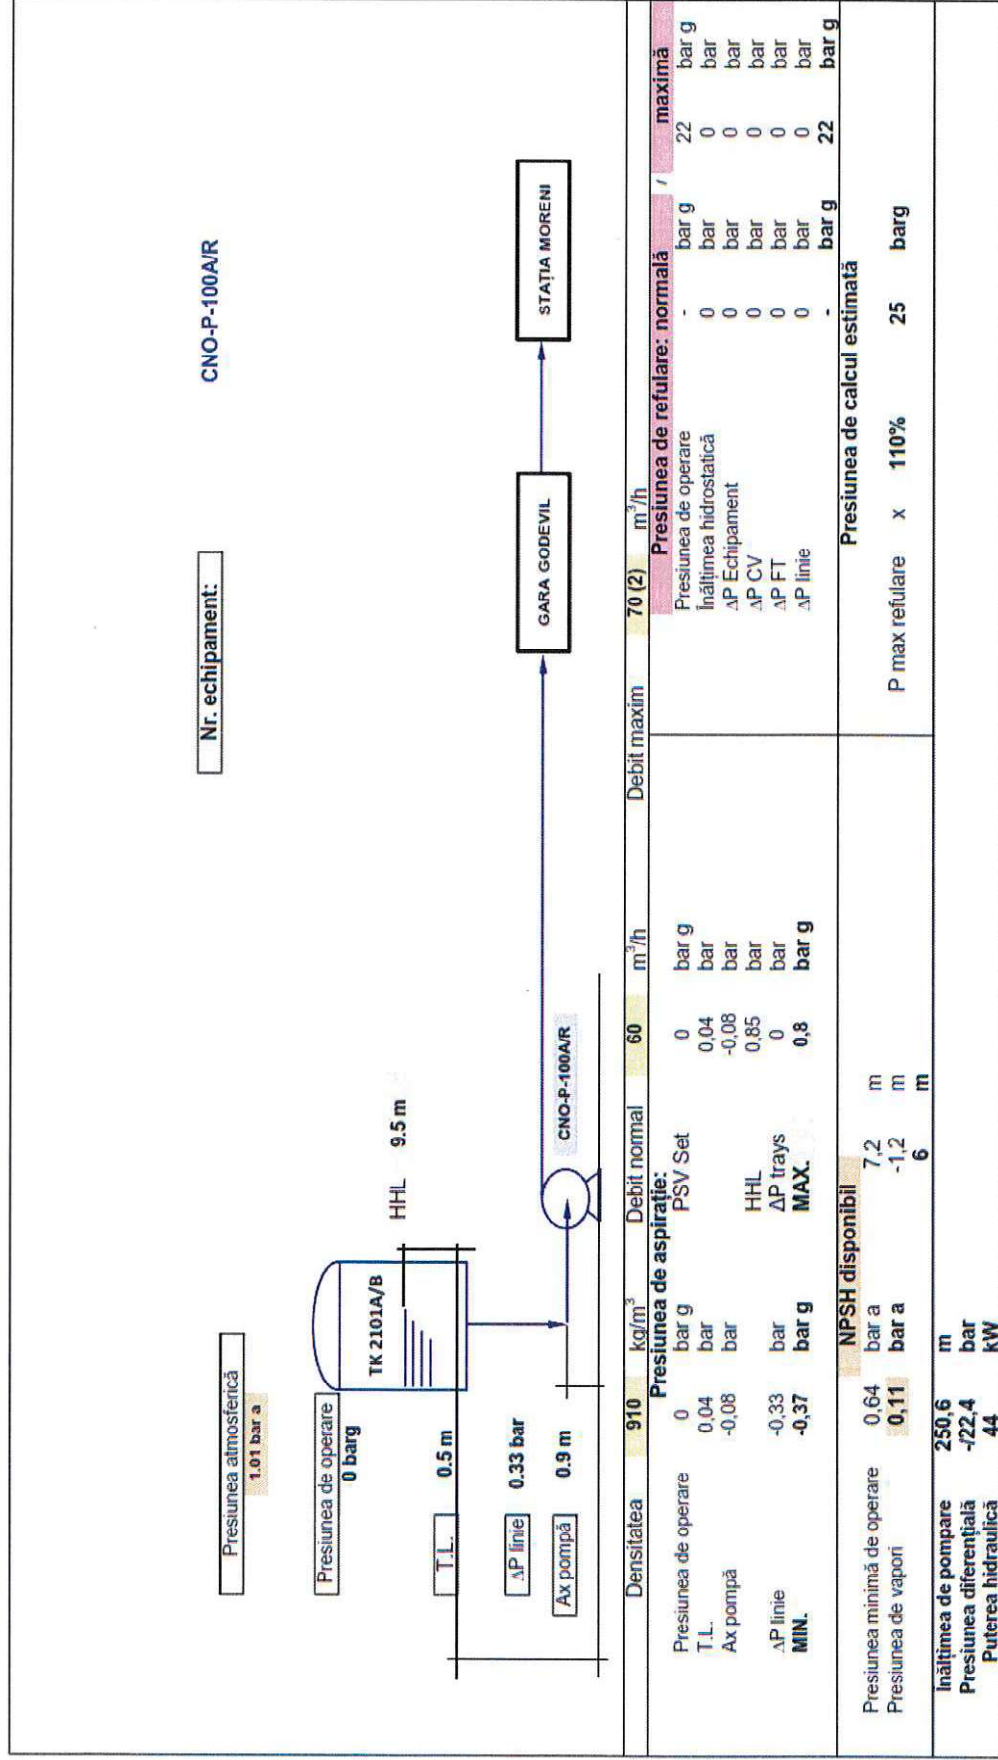 Nr. echipament:
CNO-P-100A/R
Presiunea atmosferică
1.01 bar a
Presiunea de operare
0 barg
TK 2101A/B
HHL 9.5 m
T.L. 0.5 m
ΔP linie 0.33 bar
Ax pompă 0.9 m
CNO-P-100A/R
GARA GODEVIL
STAȚIA MORENI
Densitatea 910 kg/m³ Debit normal 60 m³/h Debit maxim 70 (2) m³/h
Presiunea de aspirație:
Presiunea de operare 0 bar g PSV Set 0 bar g
T.L. 0,04 bar 0,04 bar
Ax pompă -0,08 bar -0,08 bar
HHL 0,85 bar
ΔP linie -0,33 bar ΔP trays 0 bar
MIN. -0,37 bar g MAX. 0,8 bar g
Presiunea de refulare: normală / maximă
Presiunea de operare - bar g 22 bar g
Înălțimea hidrostatică 0 bar 0 bar
ΔP Echipament 0 bar 0 bar
ΔP CV 0 bar 0 bar
ΔP FT 0 bar 0 bar
ΔP linie 0 bar 0 bar
- bar g 22 bar g
NPSH disponibil
Presiunea minimă de operare 0,64 bar a 7,2 m
Presiunea de vapori 0,11 bar a -1,2 m
6 m
Presiunea de calcul estimată
P max refulare x 110% 25 barg
Înălțimea de pompare 250,6 m
Presiunea diferențială -/22,4 bar
Puterea hidraulică 44 kW